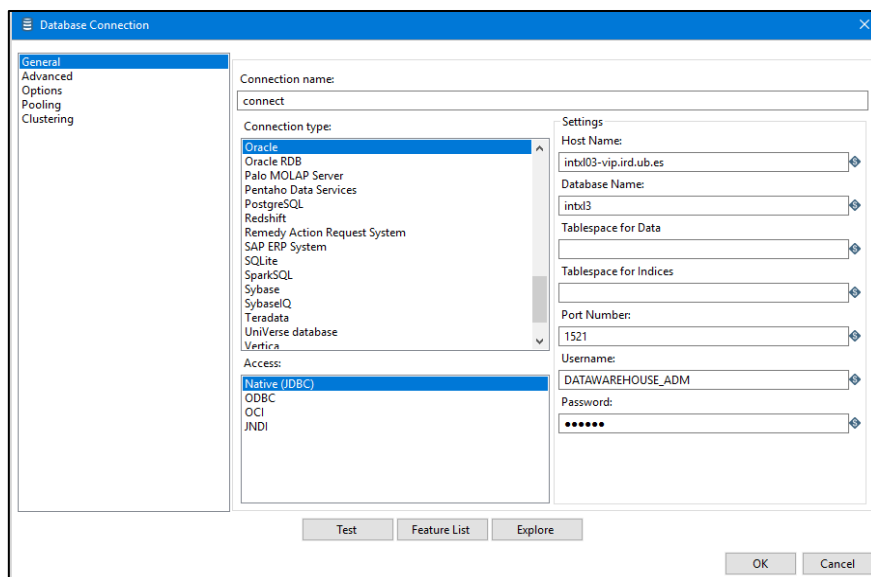 Database Connection
General
Advanced
Options
Pooling
Clustering
Connection name:
connect
Connection type:
Oracle
Oracle RDB
Palo MOLAP Server
Pentaho Data Services
PostgreSQL
Redshift
Remedy Action Request System
SAP ERP System
SQLite
SparkSQL
Sybase
SybaseIQ
Teradata
UniVerse database
Vertica
Access:
Native (JDBC)
ODBC
OCI
JNDI
Settings
Host Name:
intxl03-vip.ird.ub.es
Database Name:
intxl3
Tablespace for Data
Tablespace for Indices
Port Number:
1521
Username:
DATAWAREHOUSE_ADM
Password:
●●●●●●
Test
Feature List
Explore
OK
Cancel